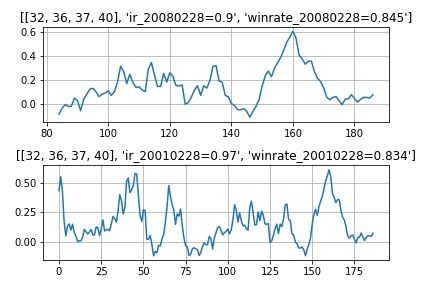 [[32, 36, 37, 40], 'ir_20080228=0.9', 'winrate_20080228=0.845']
0.6
0.4
0.2
0.0
80 100 120 140 160 180
[[32, 36, 37, 40], 'ir_20010228=0.97', 'winrate_20010228=0.834']
0.50
0.25
0.00
0 25 50 75 100 125 150 175